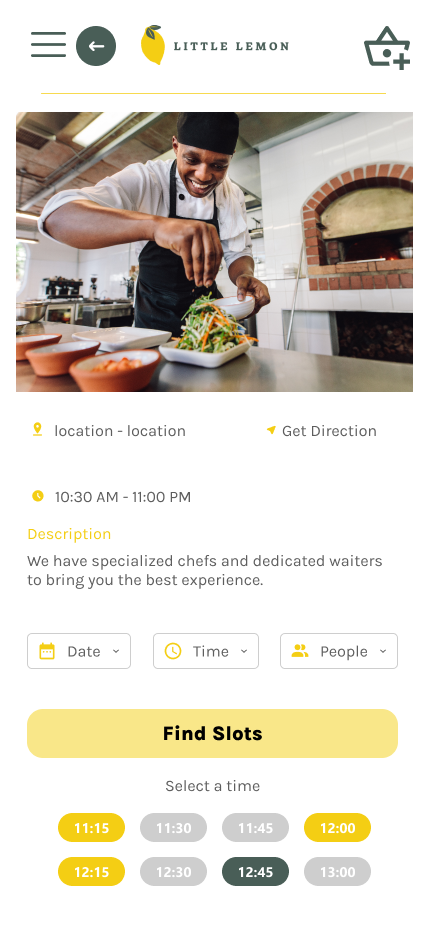 LITTLE LEMON
location - location
Get Direction
10:30 AM - 11:00 PM
Description
We have specialized chefs and dedicated waiters
to bring you the best experience.
Date
Time
People
Find Slots
Select a time
11:15
11:30
11:45
12:00
12:15
12:30
12:45
13:00